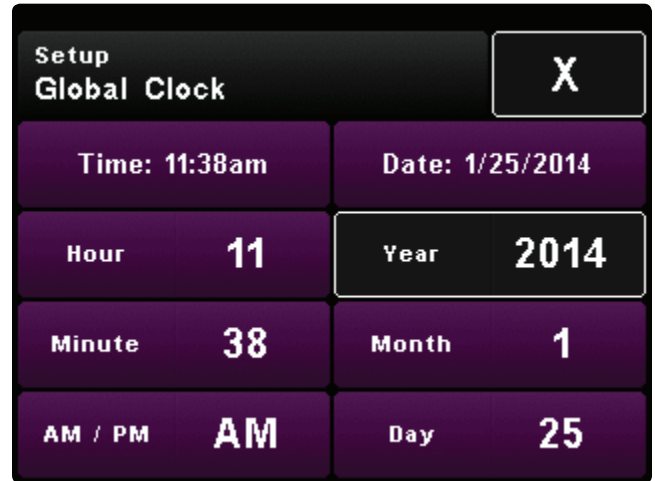 Setup
Global Clock
X
Time: 11:38am
Date: 1/25/2014
Hour 11
Year 2014
Minute 38
Month 1
AM / PM AM
Day 25